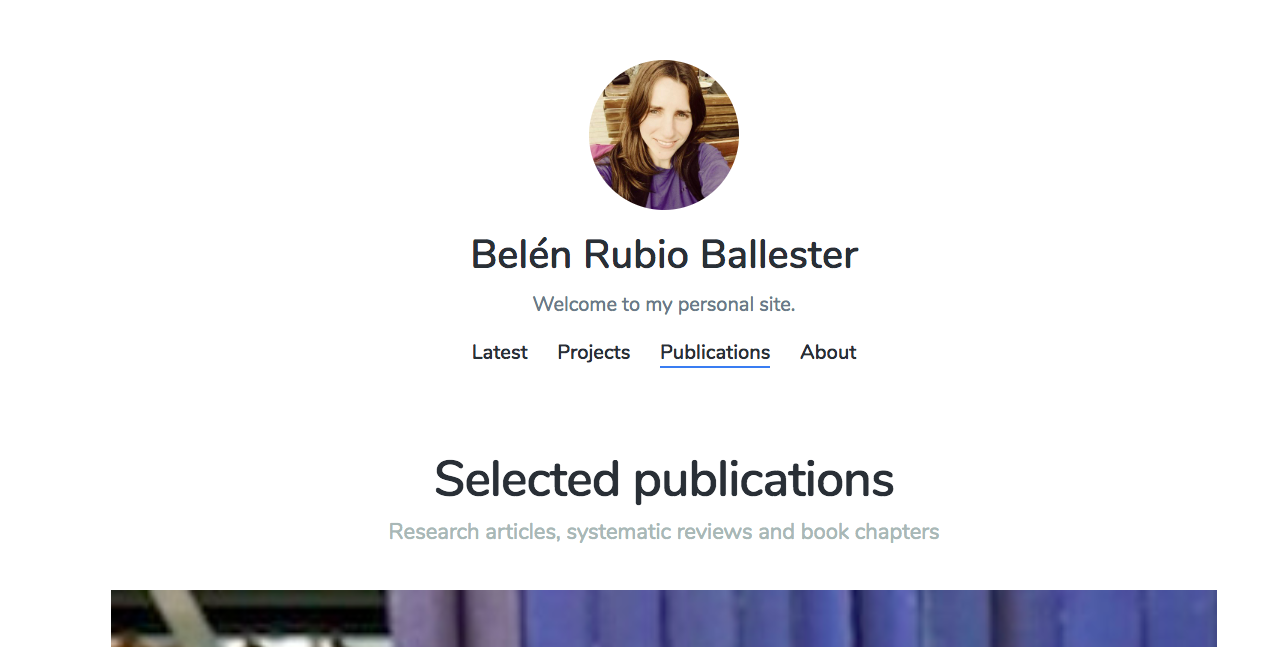 Belén Rubio Ballester
Welcome to my personal site.
Latest Projects Publications About
Selected publications
Research articles, systematic reviews and book chapters